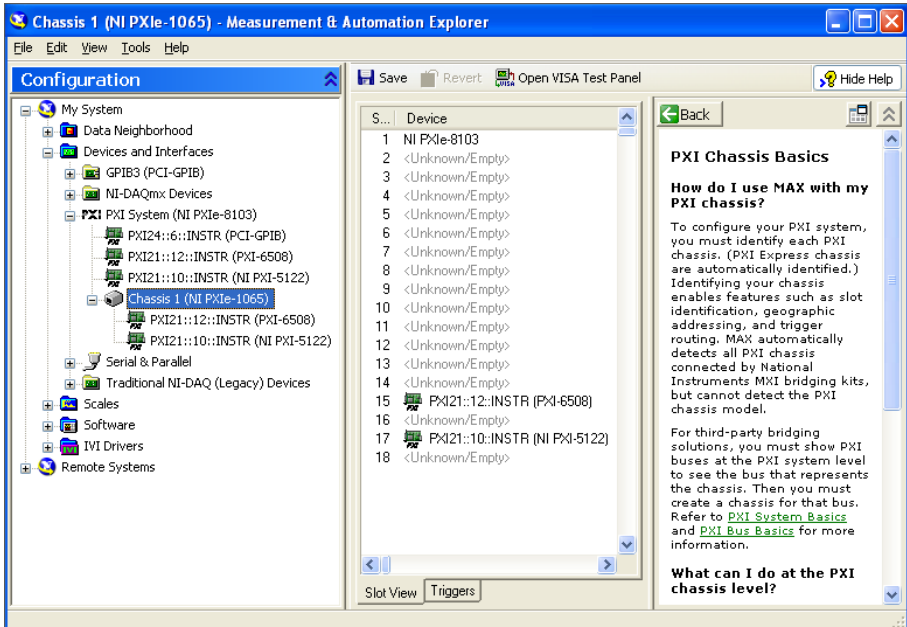 Chassis 1 (NI PXIe-1065) - Measurement & Automation Explorer
File Edit View Tools Help
Configuration
My System
Data Neighborhood
Devices and Interfaces
GPIB3 (PCI-GPIB)
NI-DAQmx Devices
PXI PXI System (NI PXIe-8103)
PXI24::6::INSTR (PCI-GPIB)
PXI21::12::INSTR (PXI-6508)
PXI21::10::INSTR (NI PXI-5122)
Chassis 1 (NI PXIe-1065)
PXI21::12::INSTR (PXI-6508)
PXI21::10::INSTR (NI PXI-5122)
Serial & Parallel
Traditional NI-DAQ (Legacy) Devices
Scales
Software
IVI Drivers
Remote Systems
Save Revert Open VISA Test Panel Hide Help
S... Device
1 NI PXIe-8103
2 <Unknown/Empty>
3 <Unknown/Empty>
4 <Unknown/Empty>
5 <Unknown/Empty>
6 <Unknown/Empty>
7 <Unknown/Empty>
8 <Unknown/Empty>
9 <Unknown/Empty>
10 <Unknown/Empty>
11 <Unknown/Empty>
12 <Unknown/Empty>
13 <Unknown/Empty>
14 <Unknown/Empty>
15 PXI21::12::INSTR (PXI-6508)
16 <Unknown/Empty>
17 PXI21::10::INSTR (NI PXI-5122)
18 <Unknown/Empty>
Slot View Triggers
Back
PXI Chassis Basics
How do I use MAX with my
PXI chassis?
To configure your PXI system,
you must identify each PXI
chassis. (PXI Express chassis
are automatically identified.)
Identifying your chassis
enables features such as slot
identification, geographic
addressing, and trigger
routing. MAX automatically
detects all PXI chassis
connected by National
Instruments MXI bridging kits,
but cannot detect the PXI
chassis model.
For third-party bridging
solutions, you must show PXI
buses at the PXI system level
to see the bus that represents
the chassis. Then you must
create a chassis for that bus.
Refer to PXI System Basics
and PXI Bus Basics for more
information.
What can I do at the PXI
chassis level?